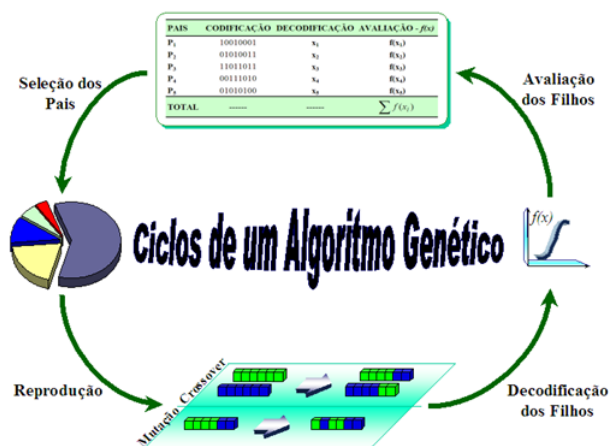 PAIS CODIFICAÇÃO DECODIFICAÇÃO AVALIAÇÃO - f(x)
P₁ 10010001 x₁ f(x₁)
P₂ 01010011 x₂ f(x₂)
P₃ 11011011 x₃ f(x₃)
P₄ 00111010 x₄ f(x₄)
P₅ 01010100 x₅ f(x₅)
TOTAL ------ ------ ∑ f(xᵢ)
Seleção dos
Pais
Avaliação
dos Filhos
Ciclos de um Algoritmo Genético
f(x)
Reprodução
Crossover
Mutação
Decodificação
dos Filhos